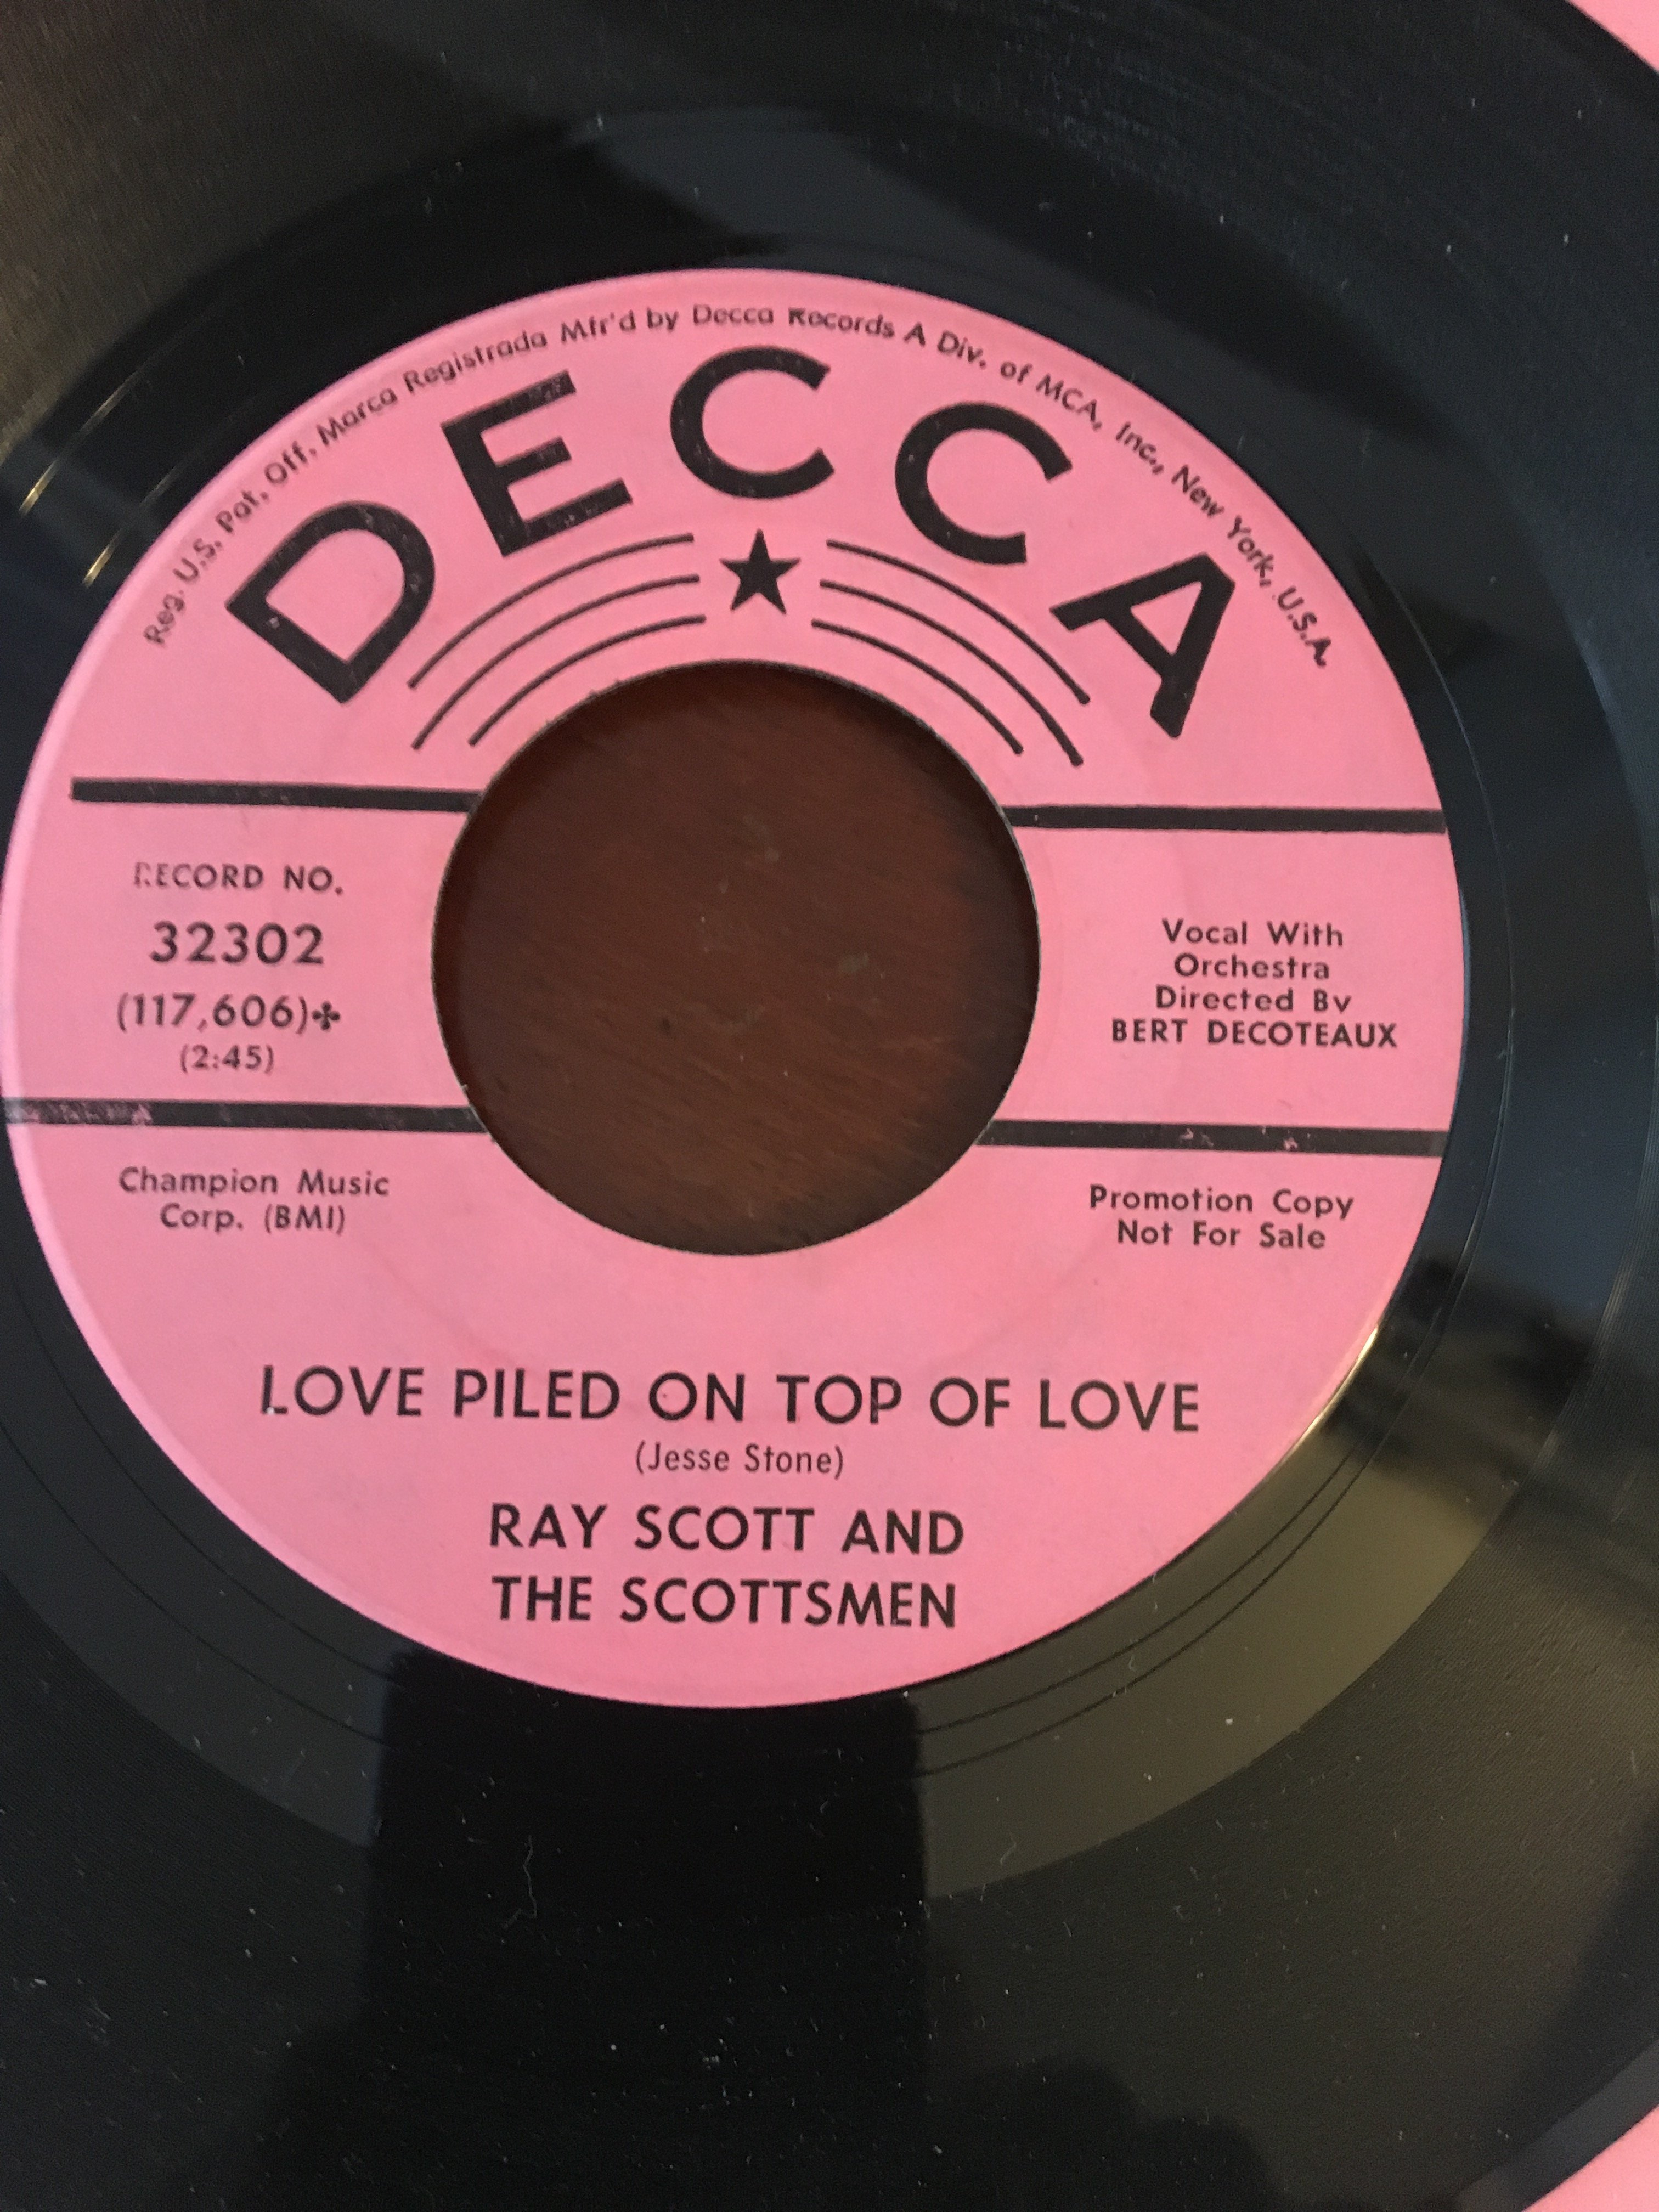 Reg. U.S. Pat. Off. Marca Registrada Mfr'd by Decca Records A Div. of MCA, Inc., New York, U.S.A.
DECCA
RECORD NO.
32302
(117,606)✤
(2:45)
Vocal With
Orchestra
Directed By
BERT DECOTEAUX
Champion Music
Corp. (BMI)
Promotion Copy
Not For Sale
LOVE PILED ON TOP OF LOVE
(Jesse Stone)
RAY SCOTT AND
THE SCOTTSMEN